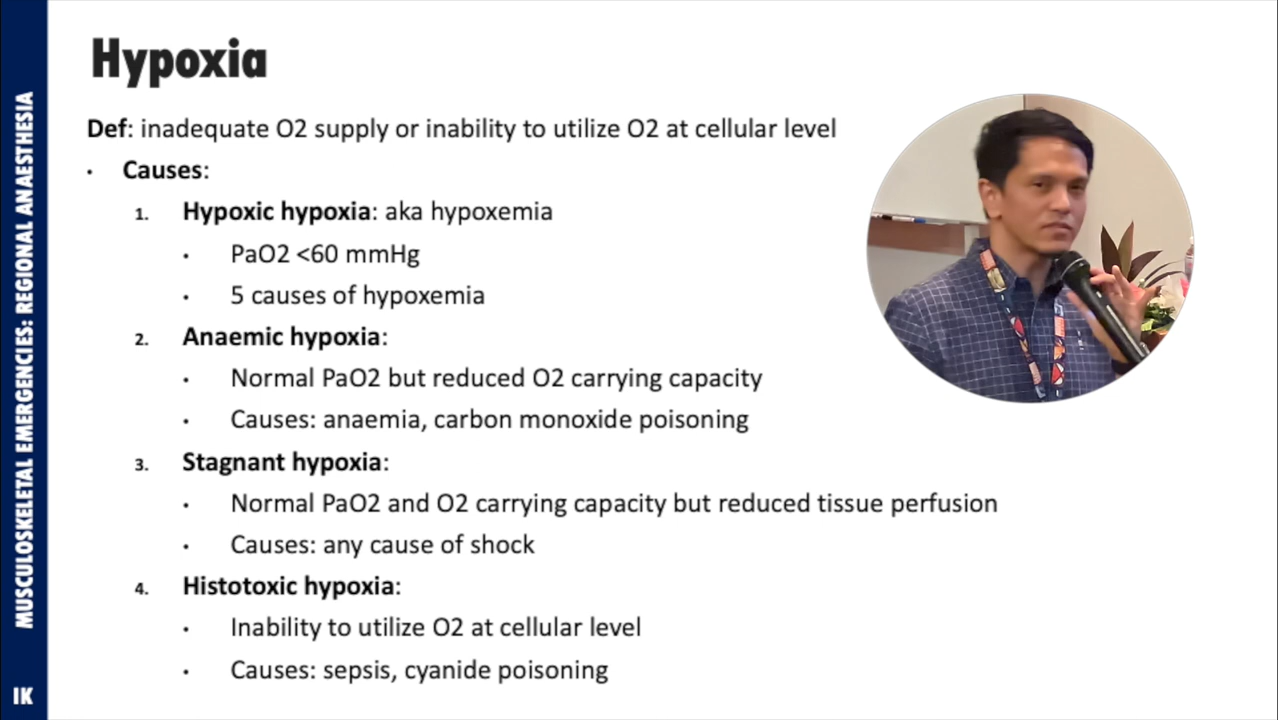 Hypoxia
Def: inadequate O2 supply or inability to utilize O2 at cellular level
• Causes:
1. Hypoxic hypoxia: aka hypoxemia
• PaO2 <60 mmHg
• 5 causes of hypoxemia
2. Anaemic hypoxia:
• Normal PaO2 but reduced O2 carrying capacity
• Causes: anaemia, carbon monoxide poisoning
3. Stagnant hypoxia:
• Normal PaO2 and O2 carrying capacity but reduced tissue perfusion
• Causes: any cause of shock
4. Histotoxic hypoxia:
• Inability to utilize O2 at cellular level
• Causes: sepsis, cyanide poisoning
MUSCULOSKELETAL EMERGENCIES: REGIONAL ANAESTHESIA
IK